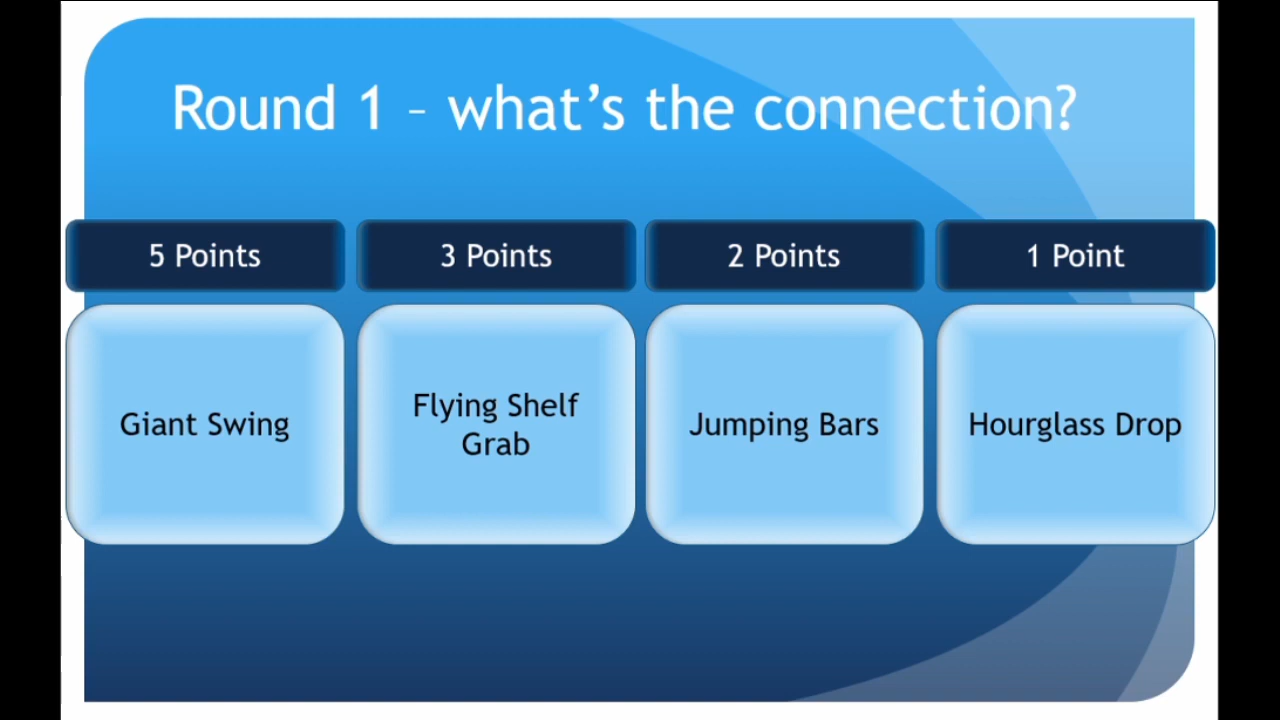 Round 1 – what’s the connection?
5 Points
3 Points
2 Points
1 Point
Giant Swing
Flying Shelf
Grab
Jumping Bars
Hourglass Drop